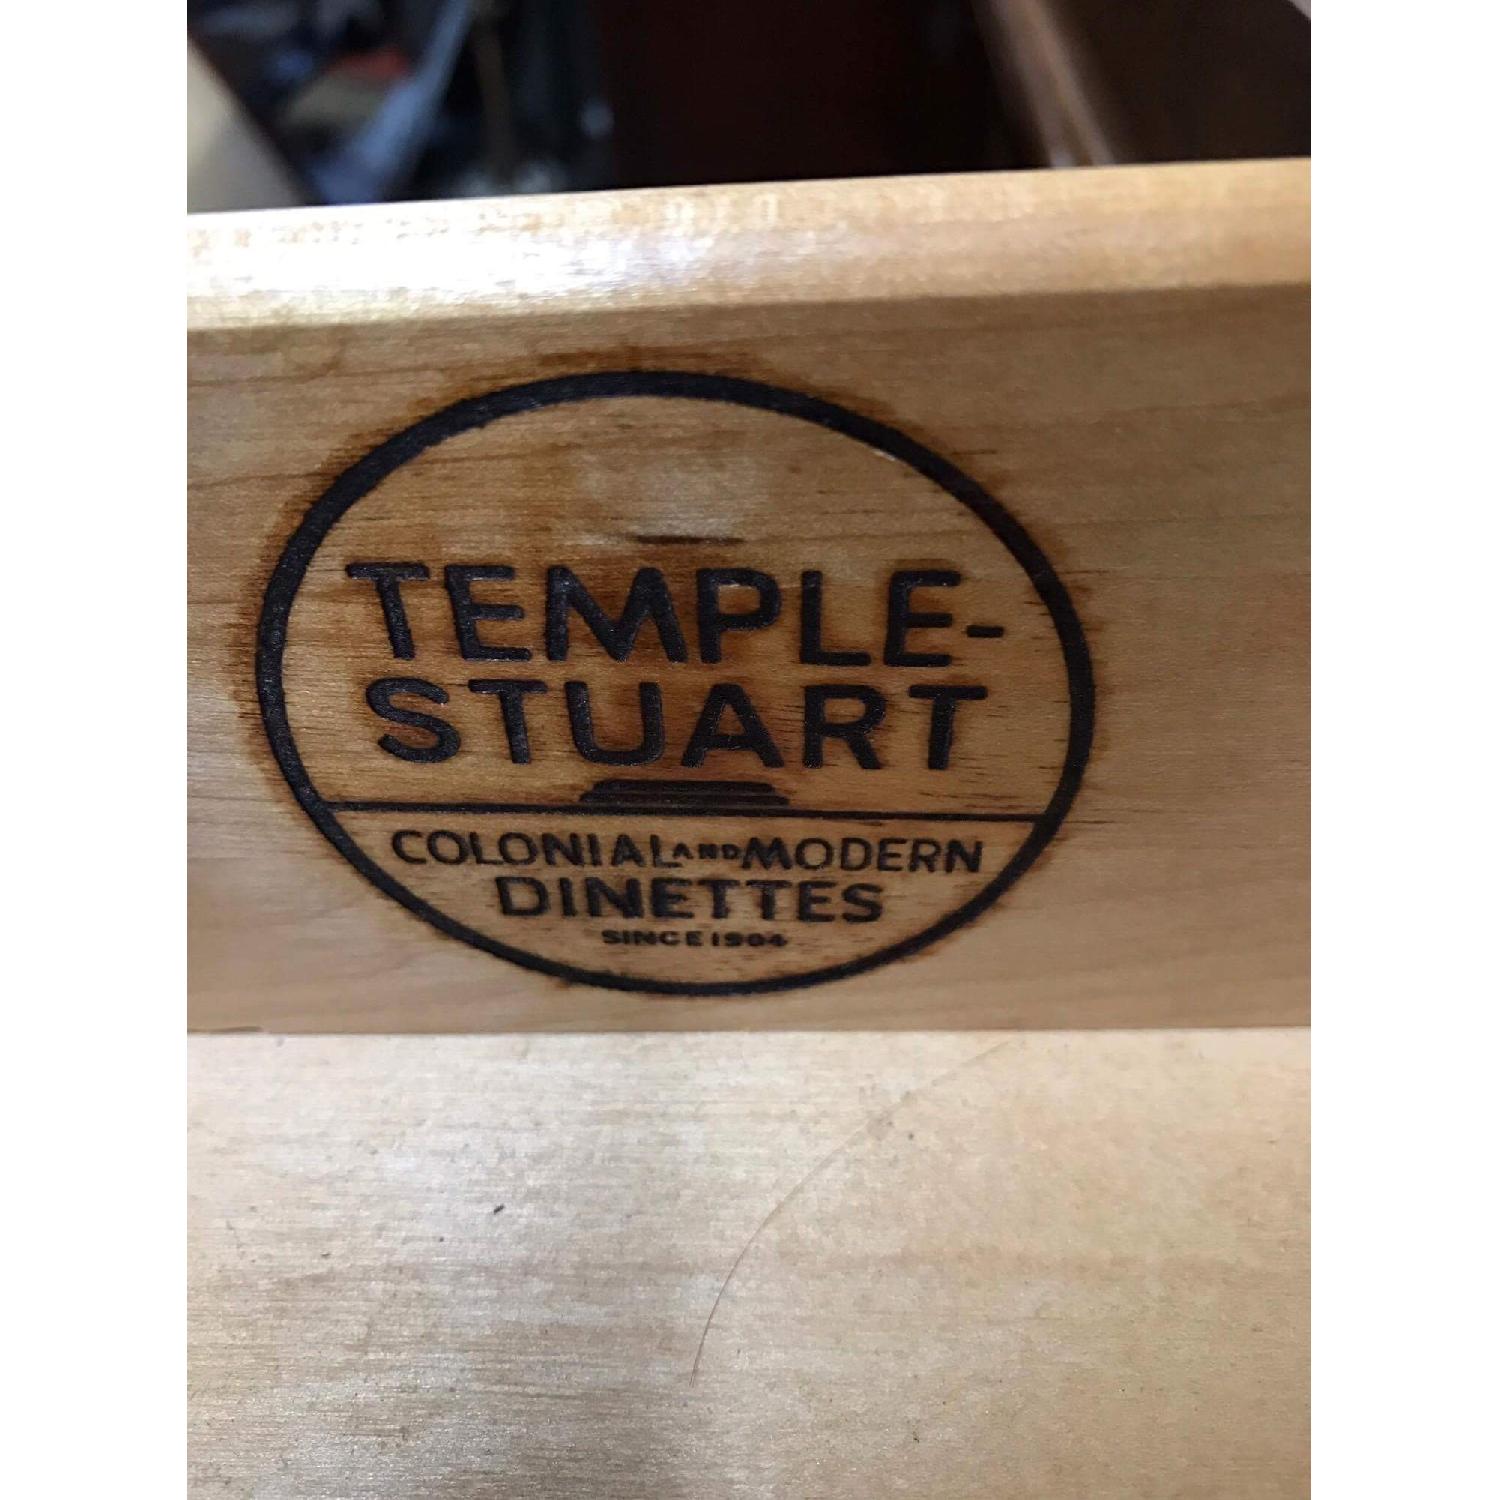 TEMPLE-
STUART
COLONIAL AND MODERN
DINETTES
SINCE 1904